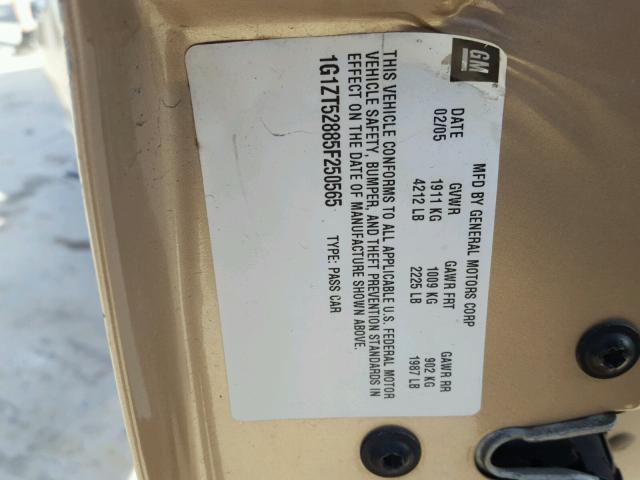 GM
MFD BY GENERAL MOTORS CORP
DATE GVWR GAWR FRT GAWR RR
02/05 1911 KG 1009 KG 902 KG
4212 LB 2225 LB 1987 LB
THIS VEHICLE CONFORMS TO ALL APPLICABLE U.S. FEDERAL MOTOR
VEHICLE SAFETY, BUMPER, AND THEFT PREVENTION STANDARDS IN
EFFECT ON THE DATE OF MANUFACTURE SHOWN ABOVE.
1G1ZT52885F250565 TYPE: PASS CAR